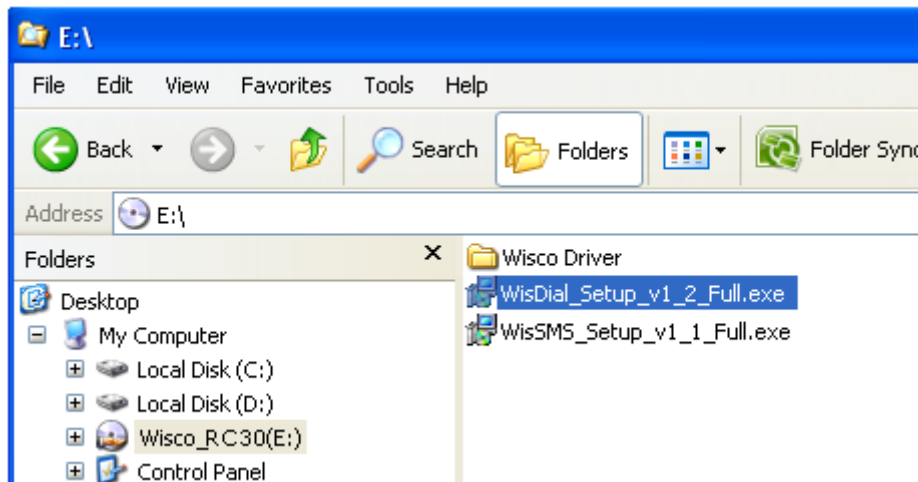 E:\
File Edit View Favorites Tools Help
Back Search Folders Folder Sync
Address E:\
Folders
Desktop
My Computer
Local Disk (C:)
Local Disk (D:)
Wisco_RC30(E:)
Control Panel
Wisco Driver
WisDial_Setup_v1_2_Full.exe
WisSMS_Setup_v1_1_Full.exe